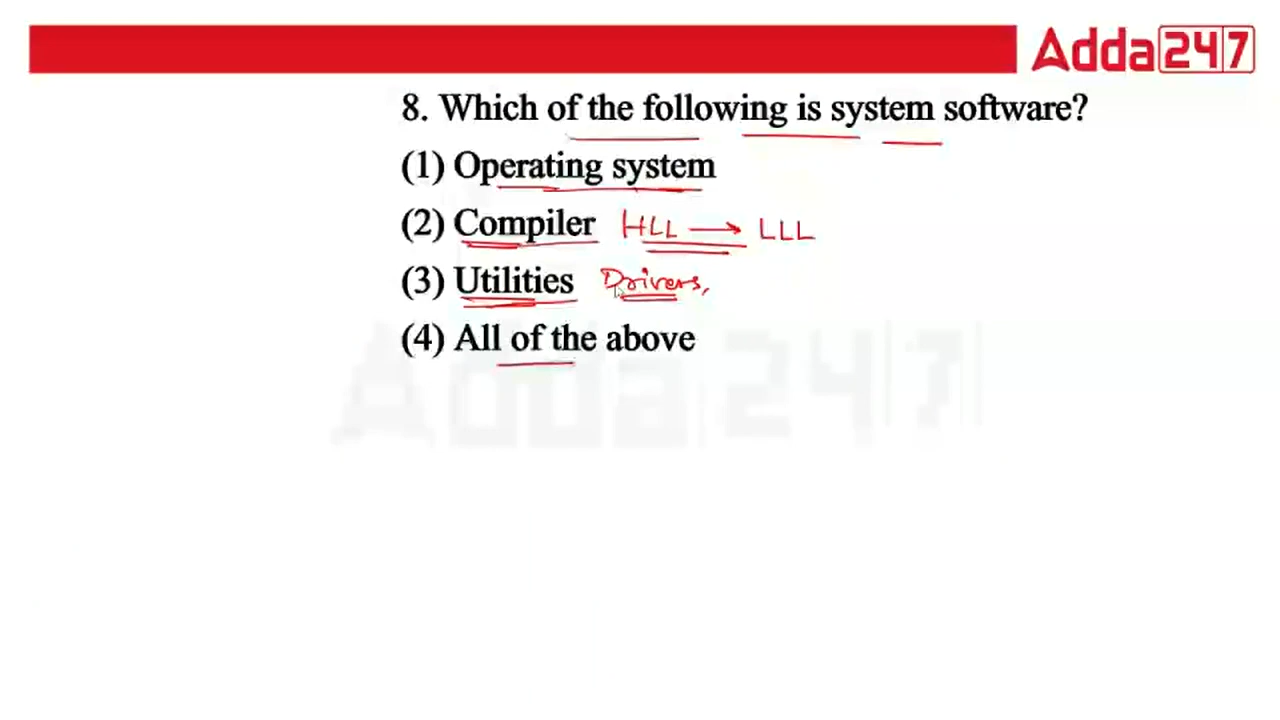 Adda247
8. Which of the following is system software?
(1) Operating system
(2) Compiler HLL → LLL
(3) Utilities Drivers,
(4) All of the above
Adda247